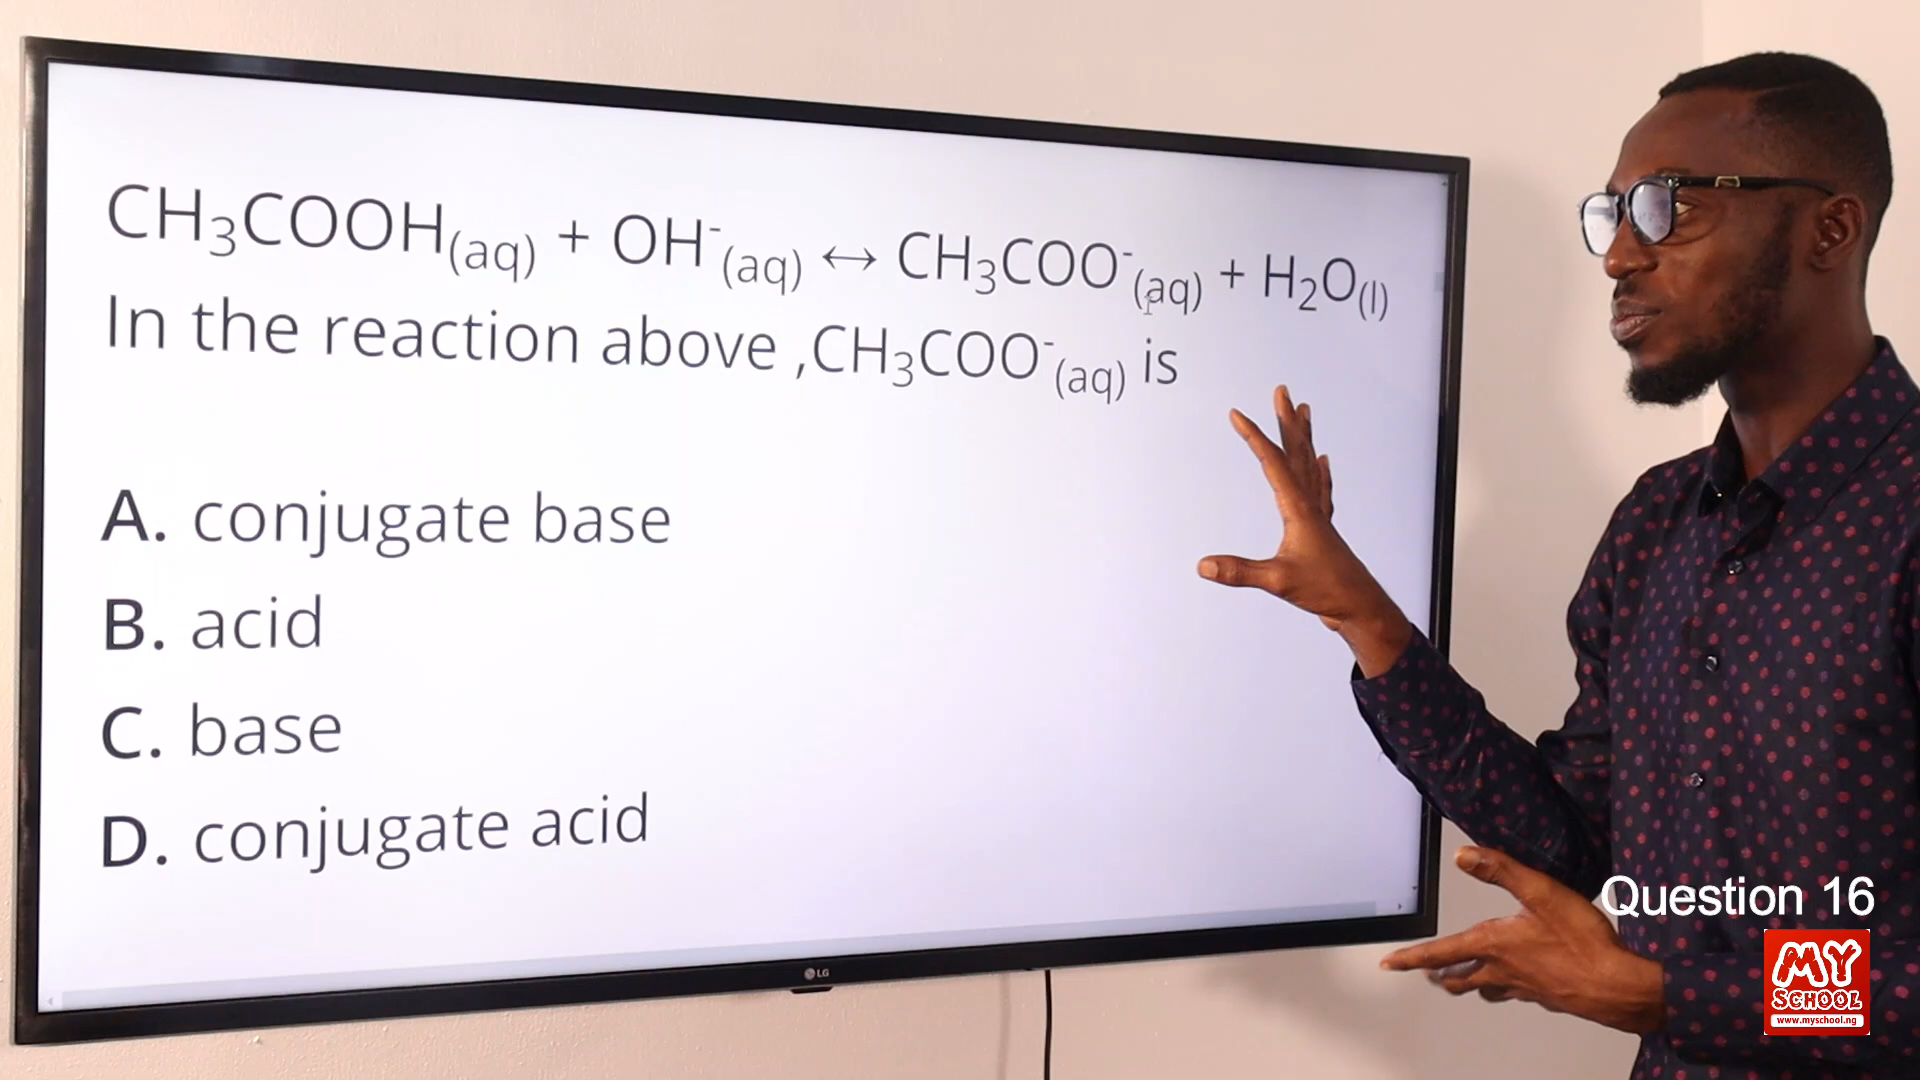 CH₃COOH(aq) + OH⁻(aq) ↔ CH₃COO⁻(aq) + H₂O(l)
In the reaction above ,CH₃COO⁻(aq) is
A. conjugate base
B. acid
C. base
D. conjugate acid
LG
Question 16
MY
SCHOOL
www.myschool.ng